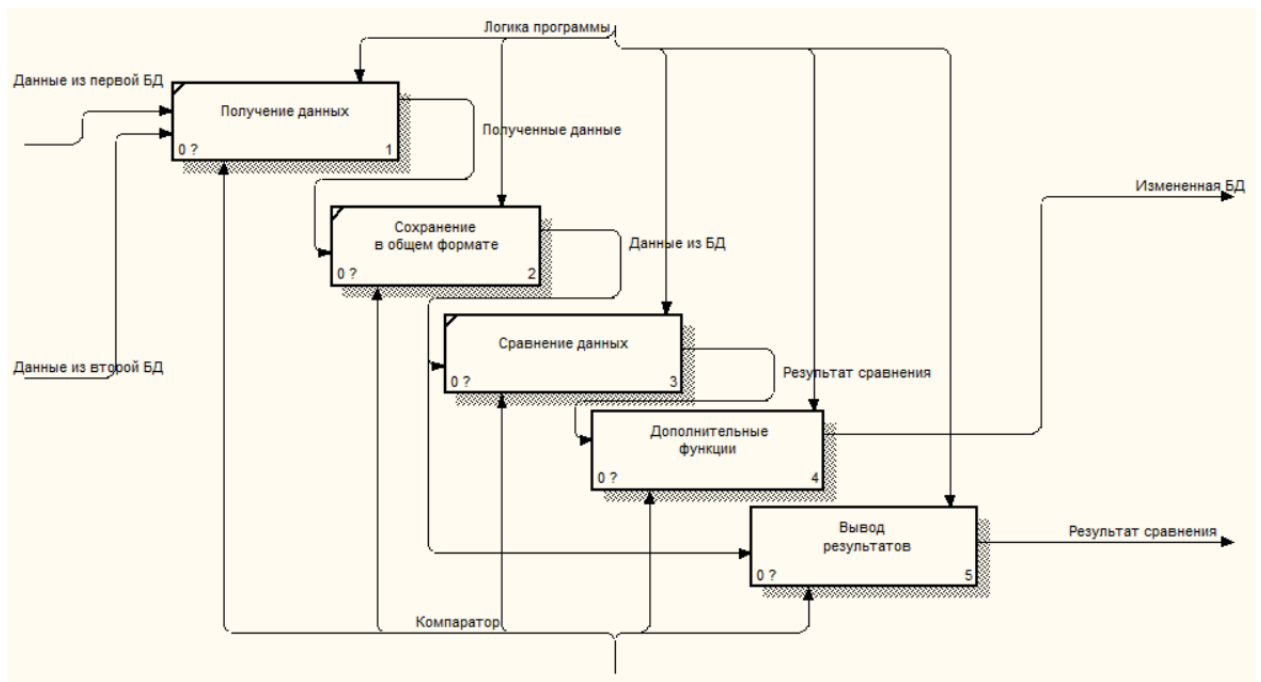 Логика программы
Данные из первой БД
Получение данных
0 ?
1
Полученные данные
Измененная БД
Сохранение
в общем формате
0 ?
2
Данные из БД
Сравнение данных
0 ?
3
Данные из второй БД
Результат сравнения
Дополнительные
функции
0 ?
4
Вывод
результатов
0 ?
5
Результат сравнения
Компаратор